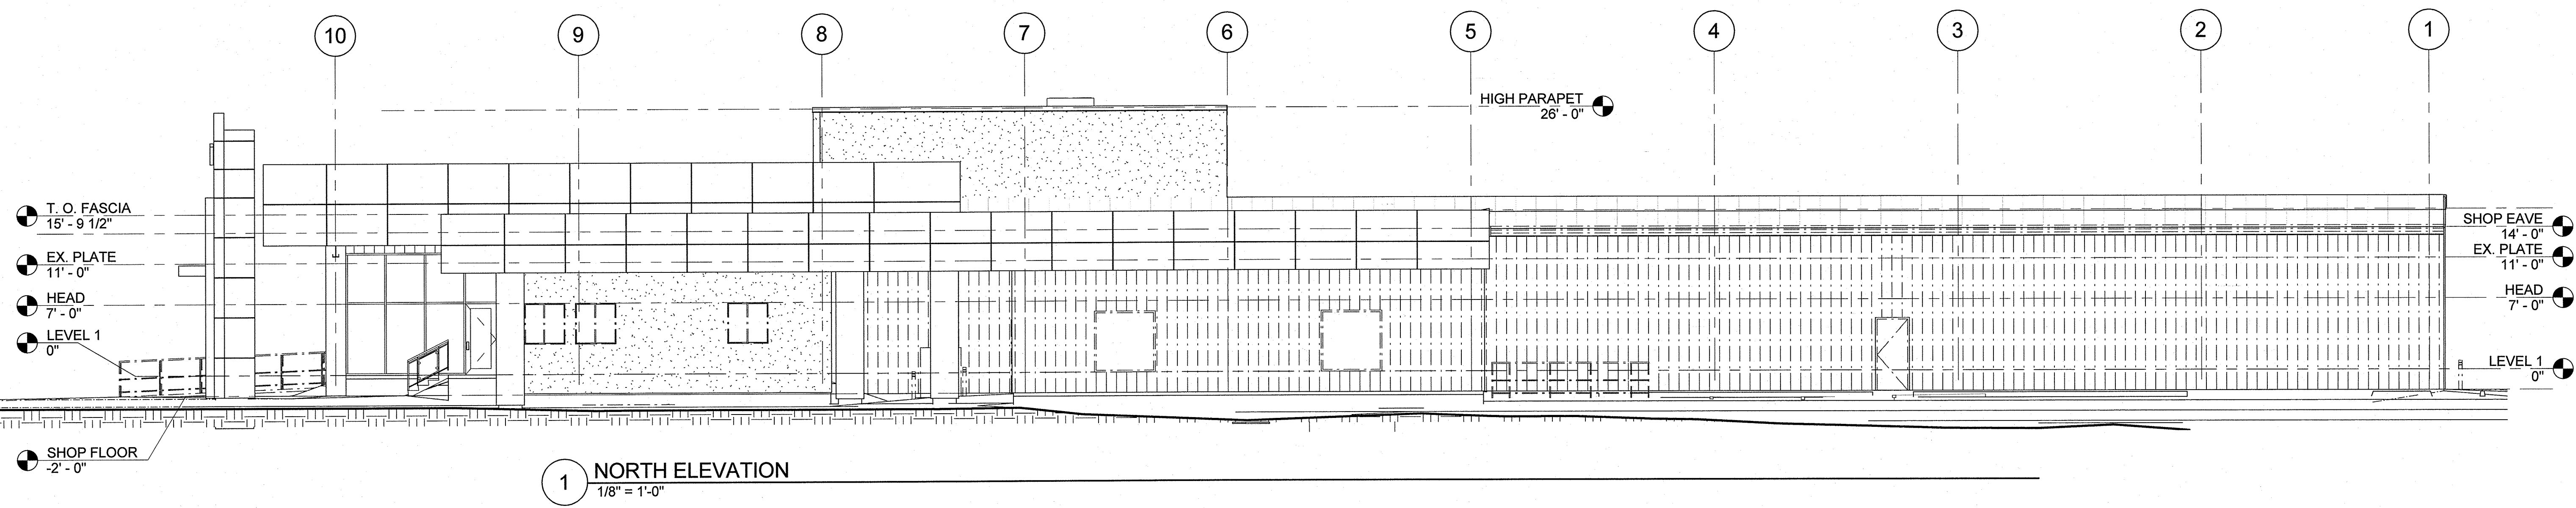 10 9 8 7 6 5 4 3 2 1
HIGH PARAPET
26' - 0"
T. O. FASCIA
15' - 9 1/2"
EX. PLATE
11' - 0"
HEAD
7' - 0"
LEVEL 1
0"
SHOP FLOOR
-2' - 0"
SHOP EAVE
14' - 0"
EX. PLATE
11' - 0"
HEAD
7' - 0"
LEVEL 1
0"
1 NORTH ELEVATION
1/8" = 1'-0"